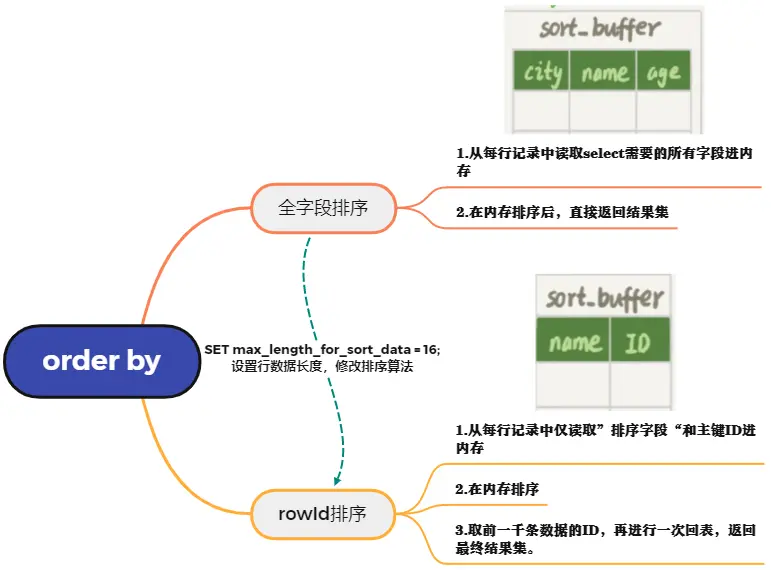 sort_buffer
city name age
1.从每行记录中读取select需要的所有字段进内
存
全字段排序
2.在内存排序后，直接返回结果集
sort_buffer
name ID
order by
SET max_length_for_sort_data = 16;
设置行数据长度，修改排序算法
1.从每行记录中仅读取”排序字段“和主键ID进
内存
2.在内存排序
rowId排序
3.取前一千条数据的ID，再进行一次回表，返回
最终结果集。